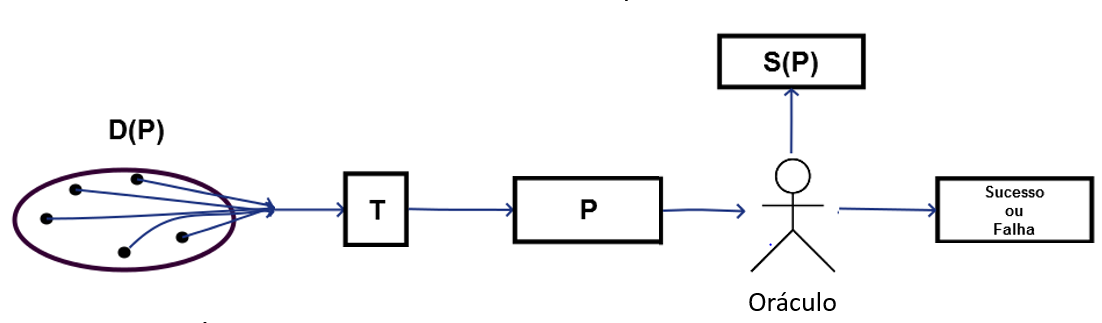 S(P)
D(P)
T
P
Sucesso
ou
Falha
Oráculo